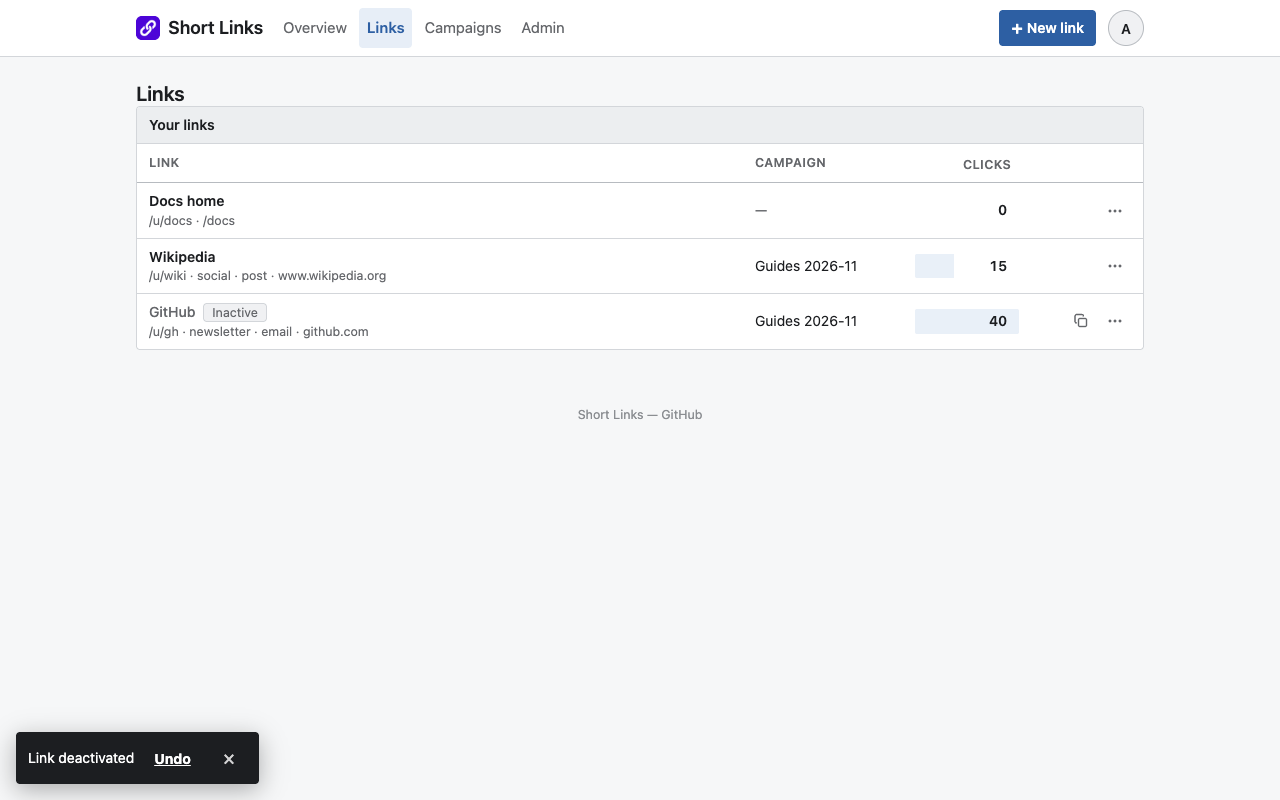 Short Links Overview Links Campaigns Admin + New link A
Links
Your links
LINK CAMPAIGN CLICKS
Docs home
/u/docs · /docs
— 0
Wikipedia
/u/wiki · social · post · www.wikipedia.org
Guides 2026-11 15
GitHub Inactive
/u/gh · newsletter · email · github.com
Guides 2026-11 40
Short Links — GitHub
Link deactivated Undo